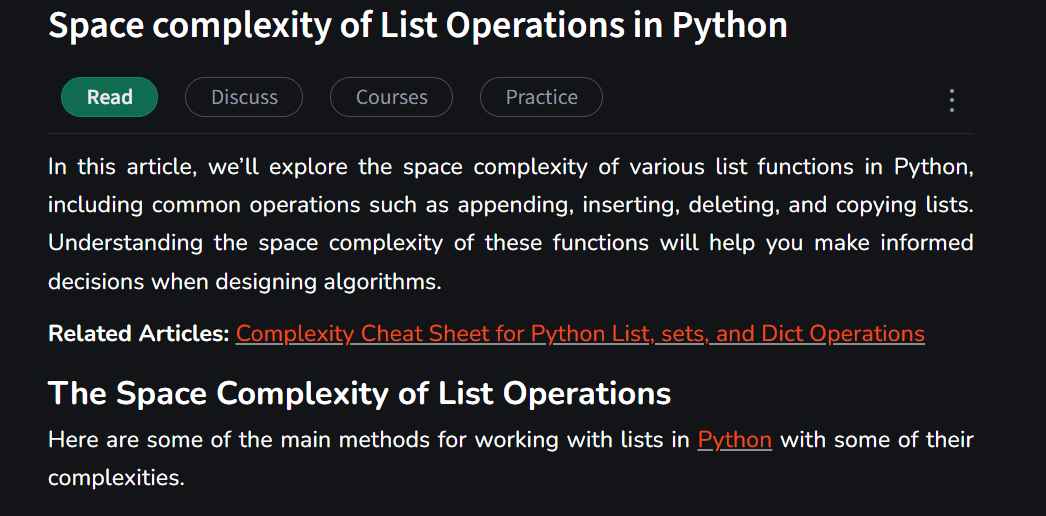 Space complexity of List Operations in Python
Read
Discuss
Courses
Practice
In this article, we’ll explore the space complexity of various list functions in Python,
including common operations such as appending, inserting, deleting, and copying lists.
Understanding the space complexity of these functions will help you make informed
decisions when designing algorithms.
Related Articles: Complexity Cheat Sheet for Python List, sets, and Dict Operations
The Space Complexity of List Operations
Here are some of the main methods for working with lists in Python with some of their
complexities.